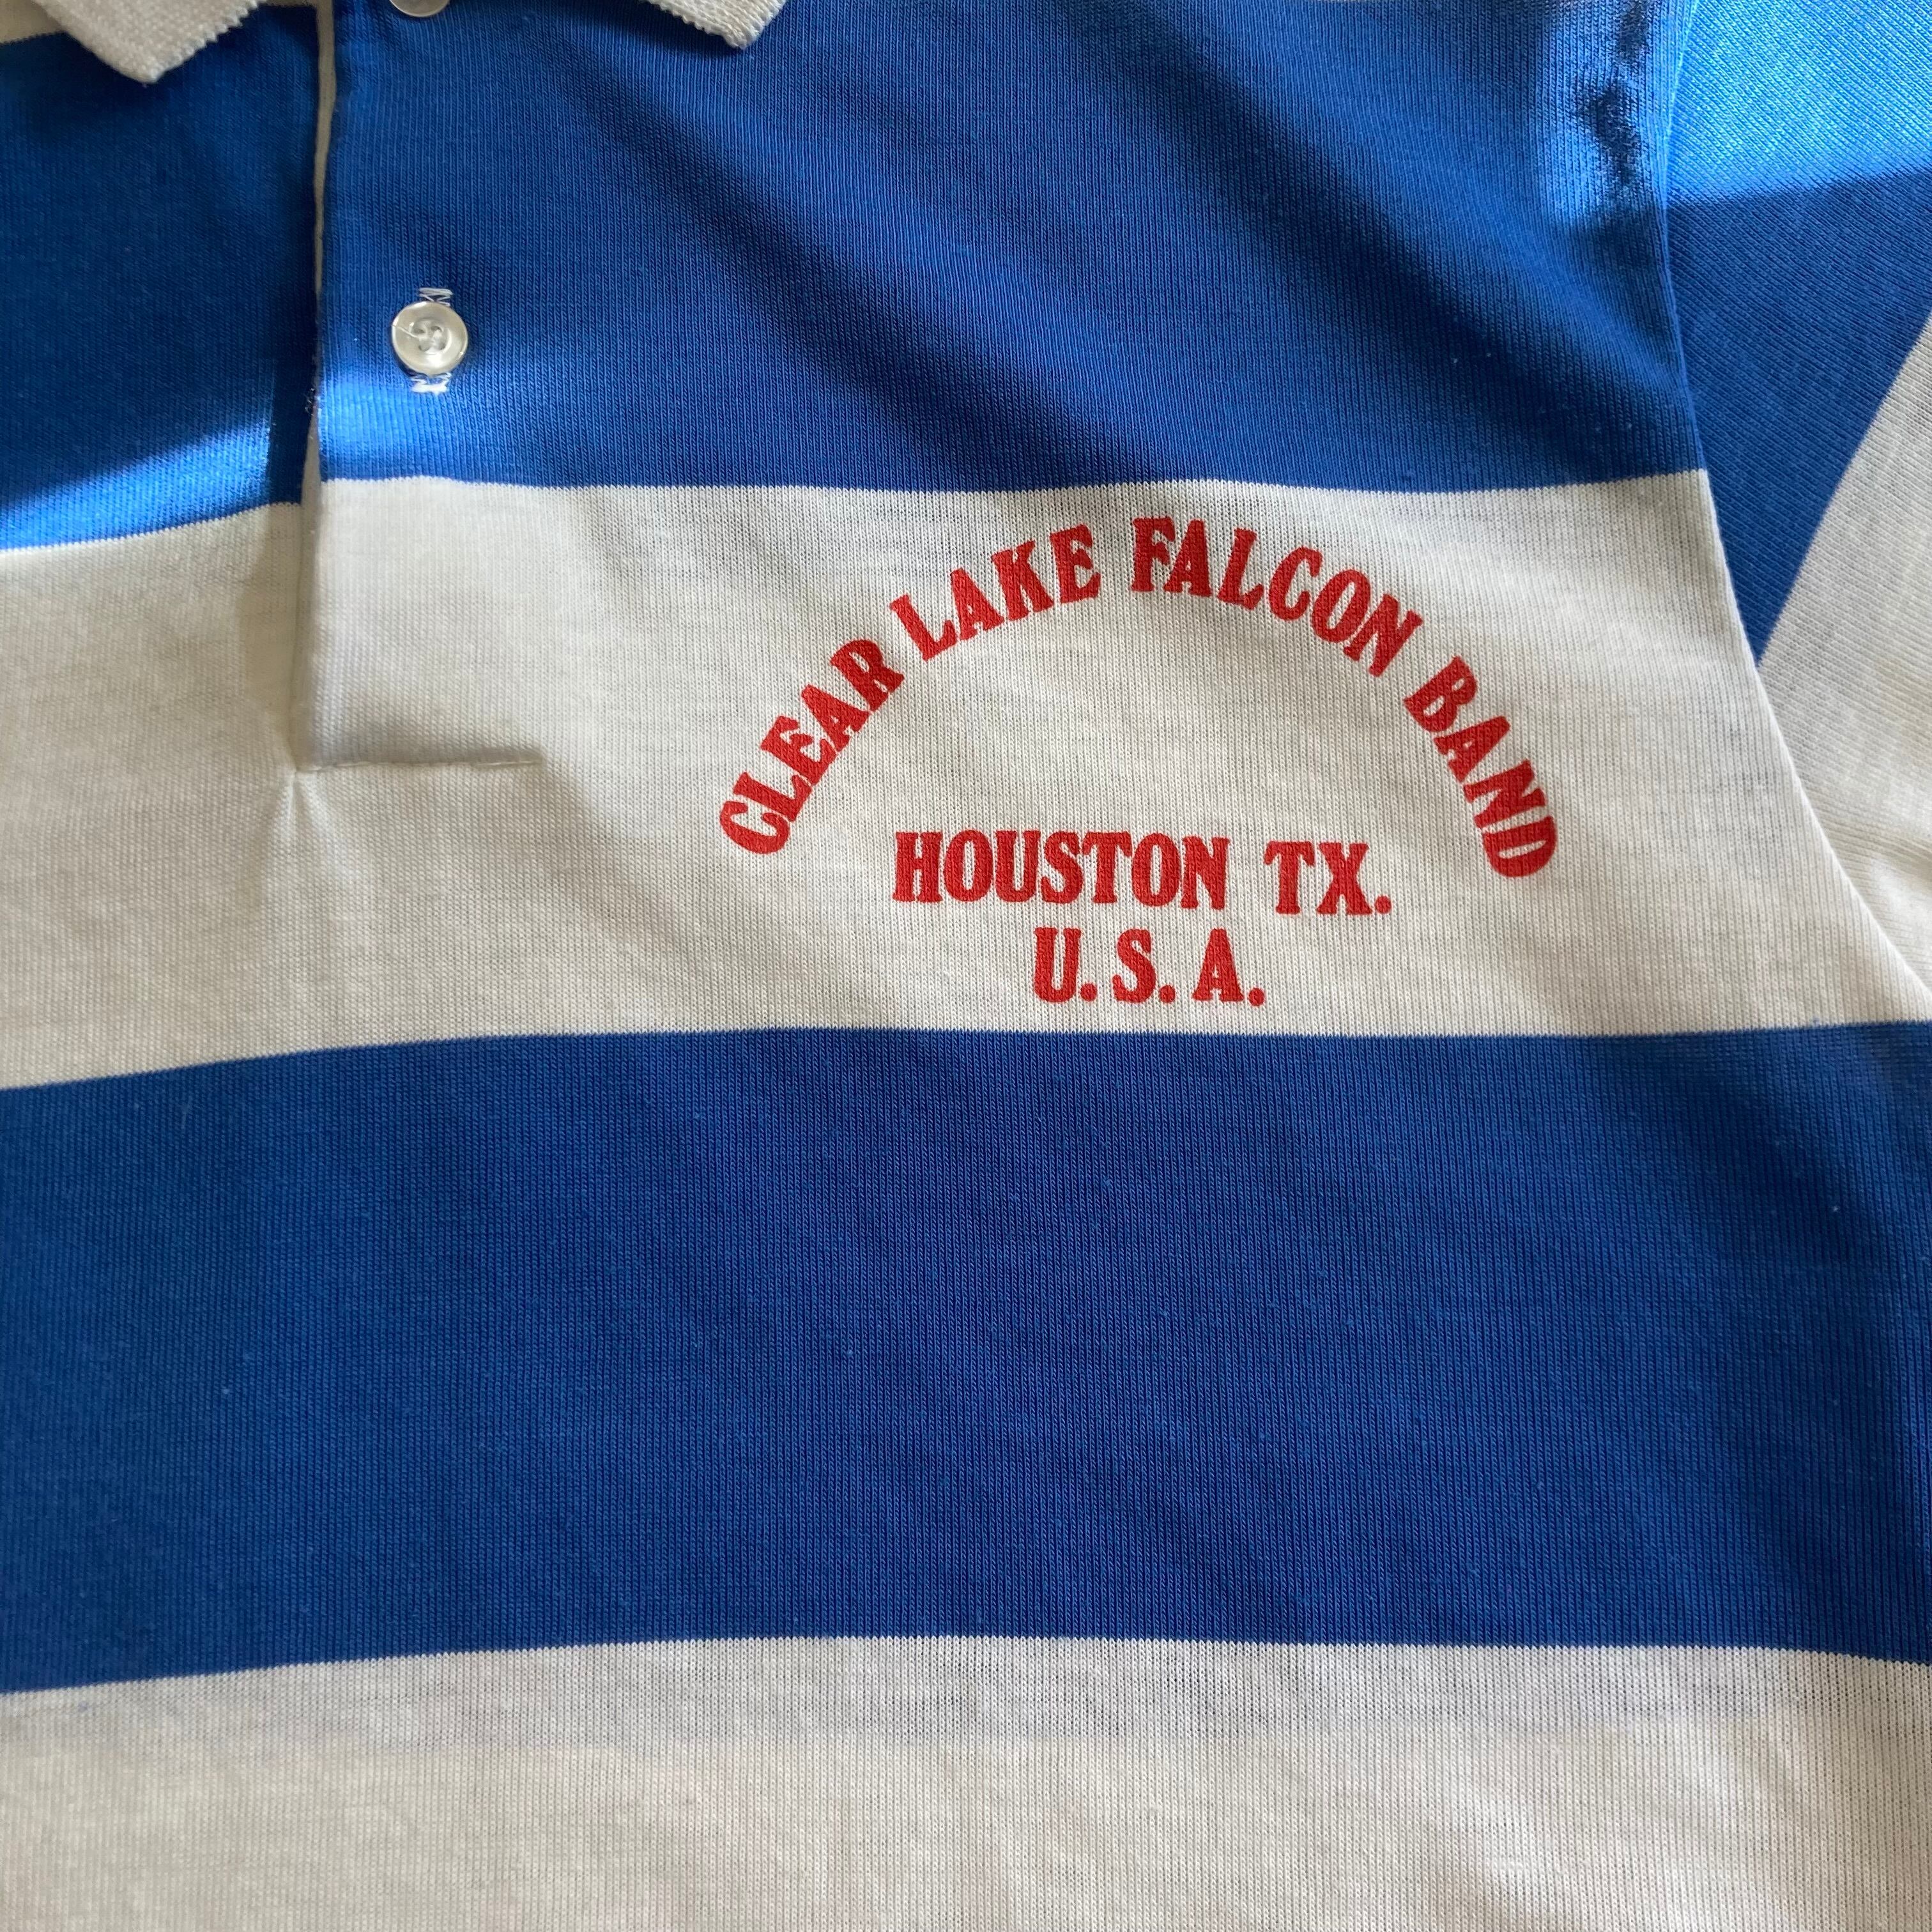 CLEAR LAKE FALCON BAND
HOUSTON TX.
U.S.A.